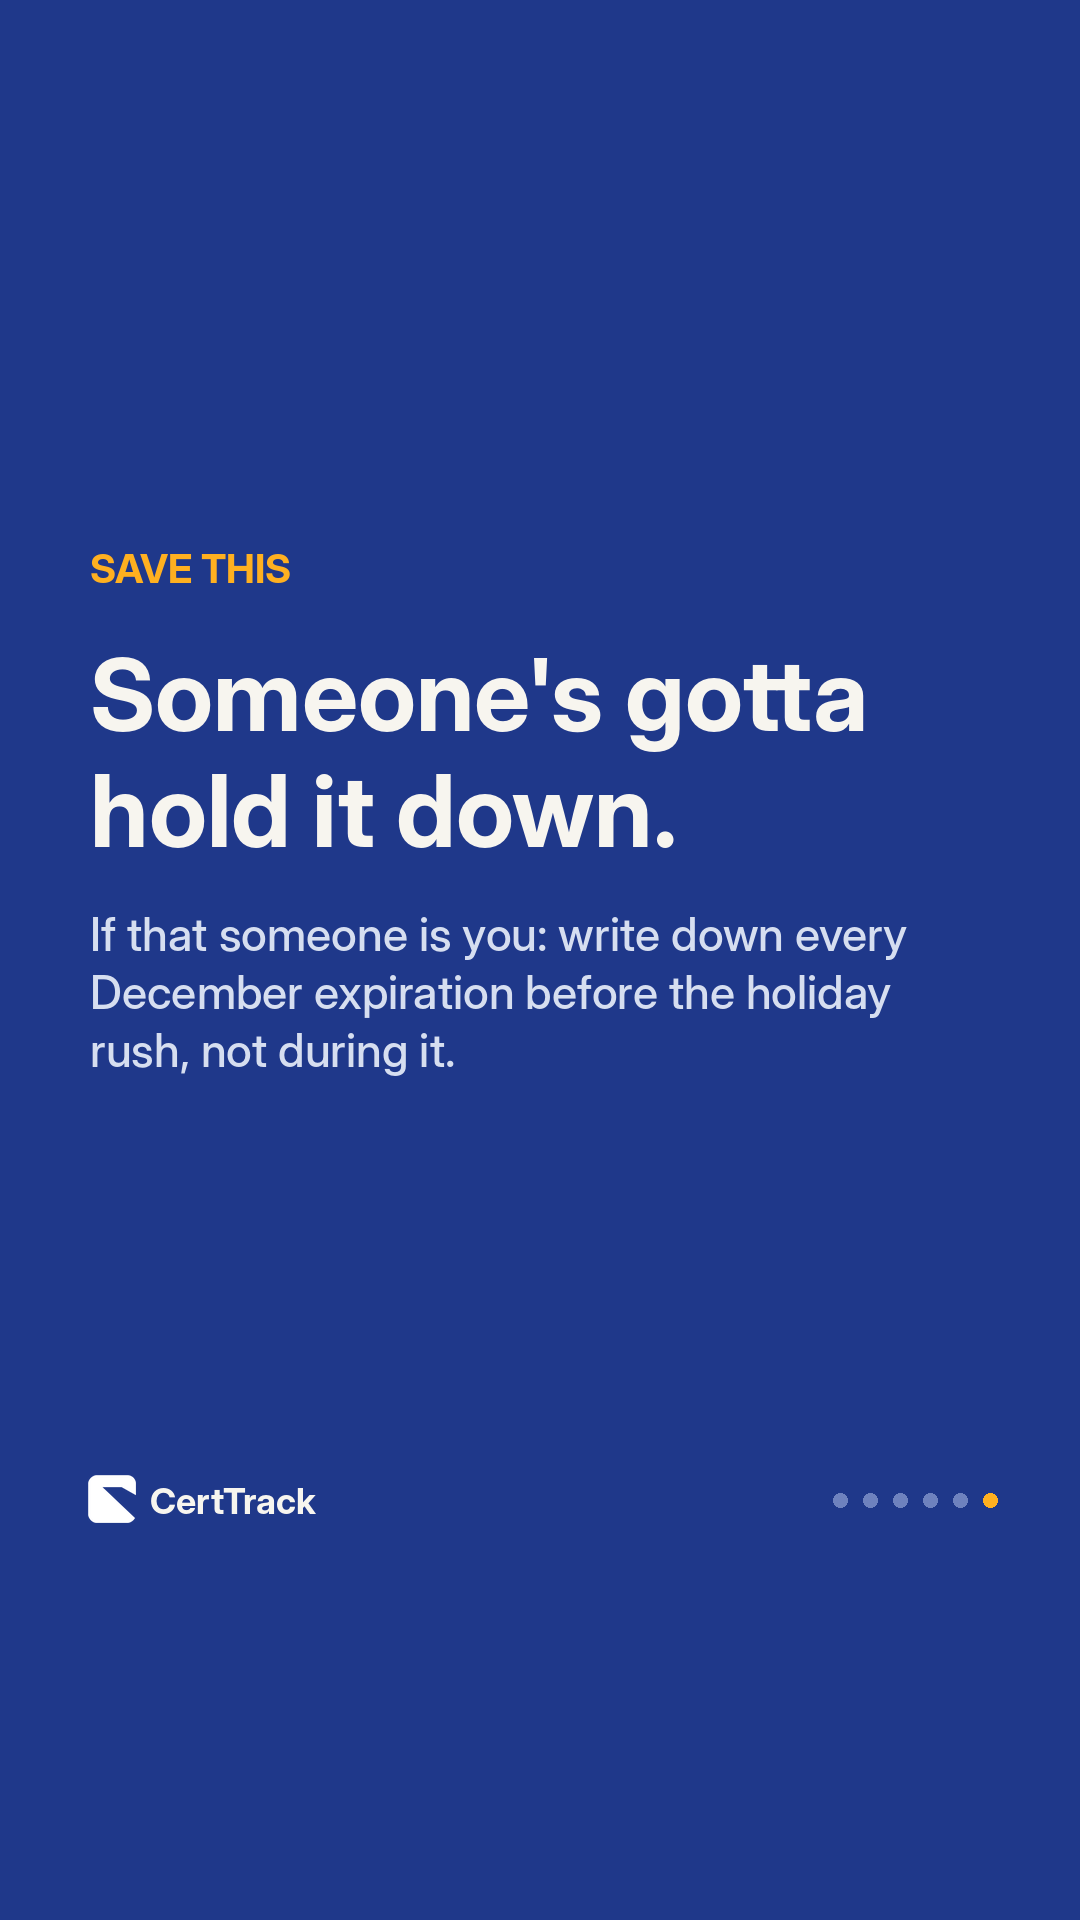 SAVE THIS
Someone's gotta
hold it down.
If that someone is you: write down every
December expiration before the holiday
rush, not during it.
CertTrack